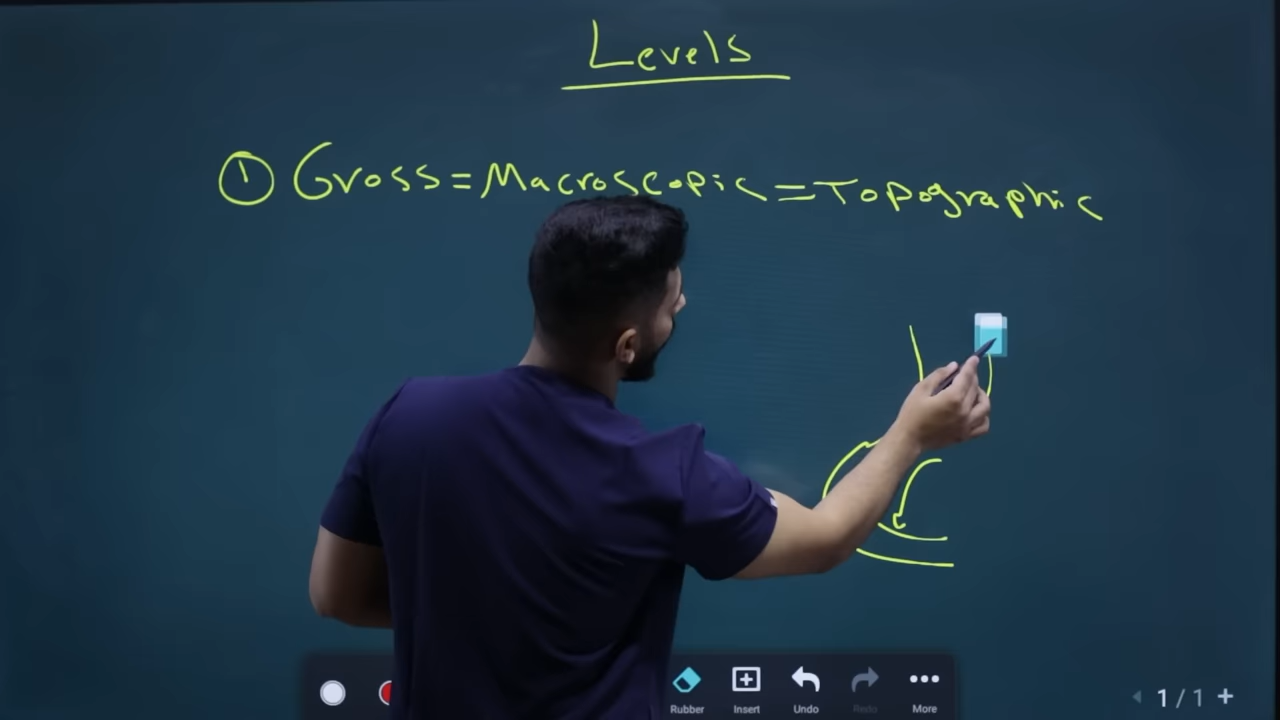 Levels
① Gross = Macroscopic = Topographic
Rubber Insert Undo Redo More
1/1 +